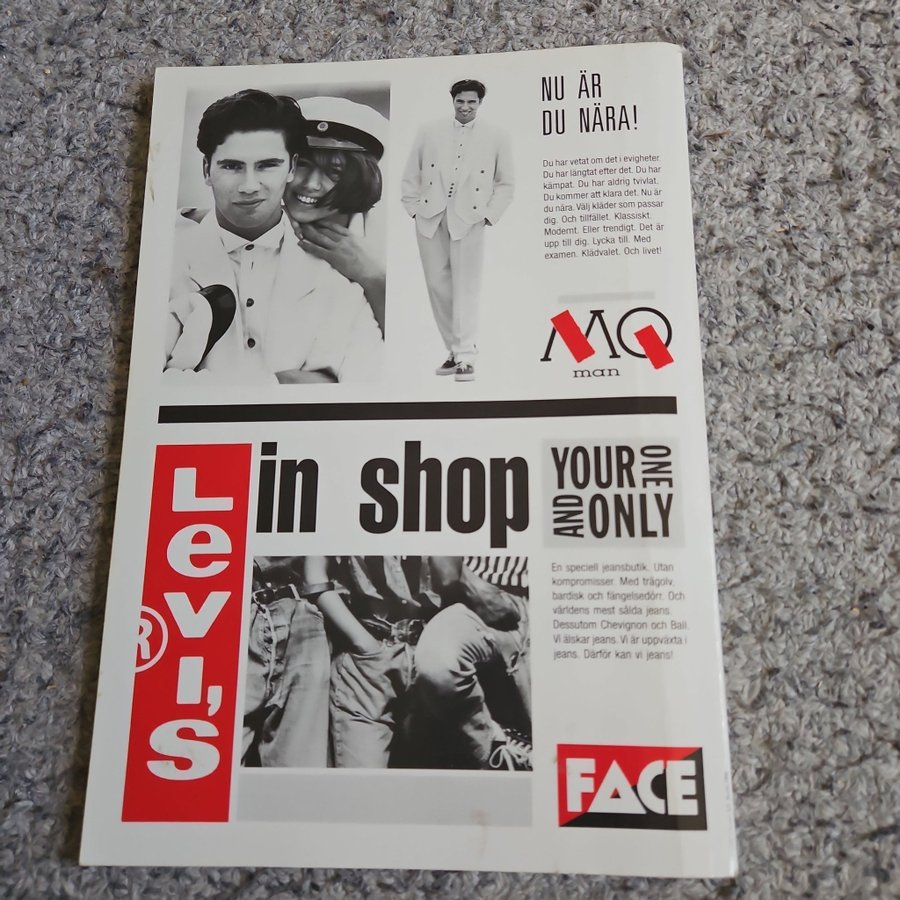 NU ÄR
DU NÄRA!
Du har vetat om det i evigheter.
Du har längtat efter det. Du har
kämpat. Du har aldrig tvivlat.
Du kommer att klara det. Nu är
du nära. Välj kläder som passar
dig. Och tillfället. Klassiskt.
Modernt. Eller trendigt. Det är
upp till dig. Lycka till. Med
examen. Klädvalet. Och livet!
MQ
man
Levi's
®
in shop
YOUR ONE
AND ONLY
En speciell jeansbutik. Utan
kompromisser. Med trägolv,
bardisk och fängelsedörr. Och
världens mest sålda jeans.
Dessutom Chevignon och Ball.
Vi älskar jeans. Vi är uppväxta i
jeans. Därför kan vi jeans!
FACE